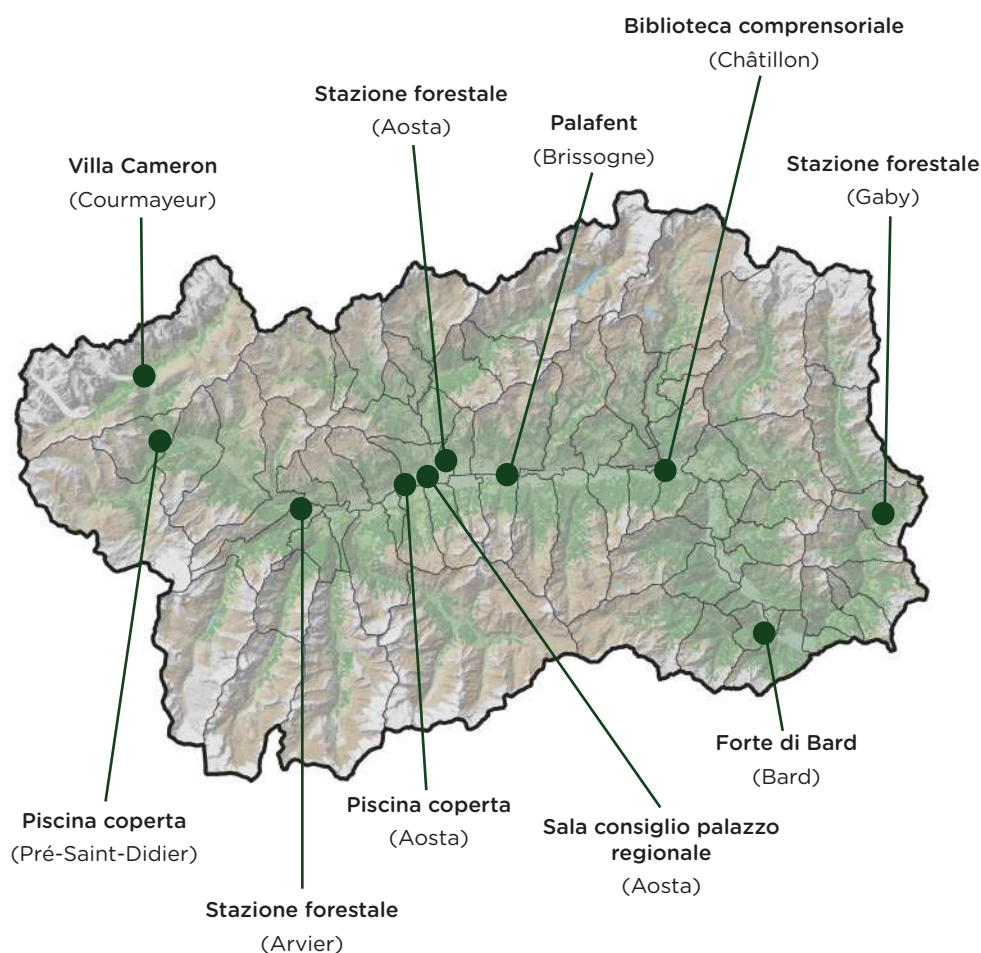 Biblioteca comprensoriale
(Châtillon)
Stazione forestale
(Aosta)
Palafent
(Brissogne)
Villa Cameron
(Courmayeur)
Stazione forestale
(Gaby)
Forte di Bard
(Bard)
Piscina coperta
(Aosta)
Piscina coperta
(Pré-Saint-Didier)
Sala consiglio palazzo
regionale
(Aosta)
Stazione forestale
(Arvier)